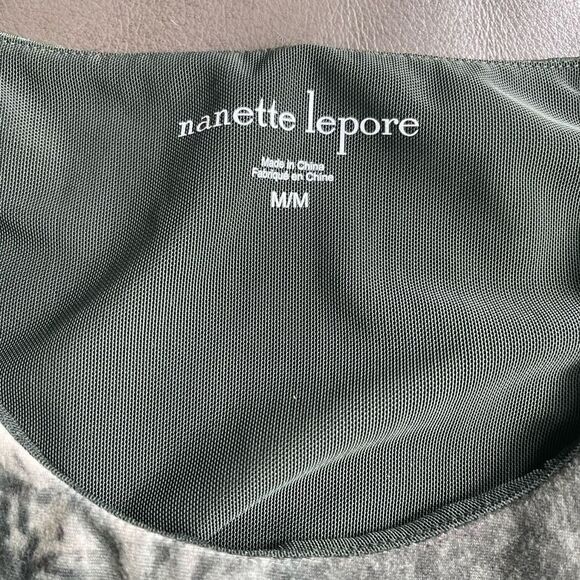 nanette lepore
Made in China
Fabriqué en Chine
M/M